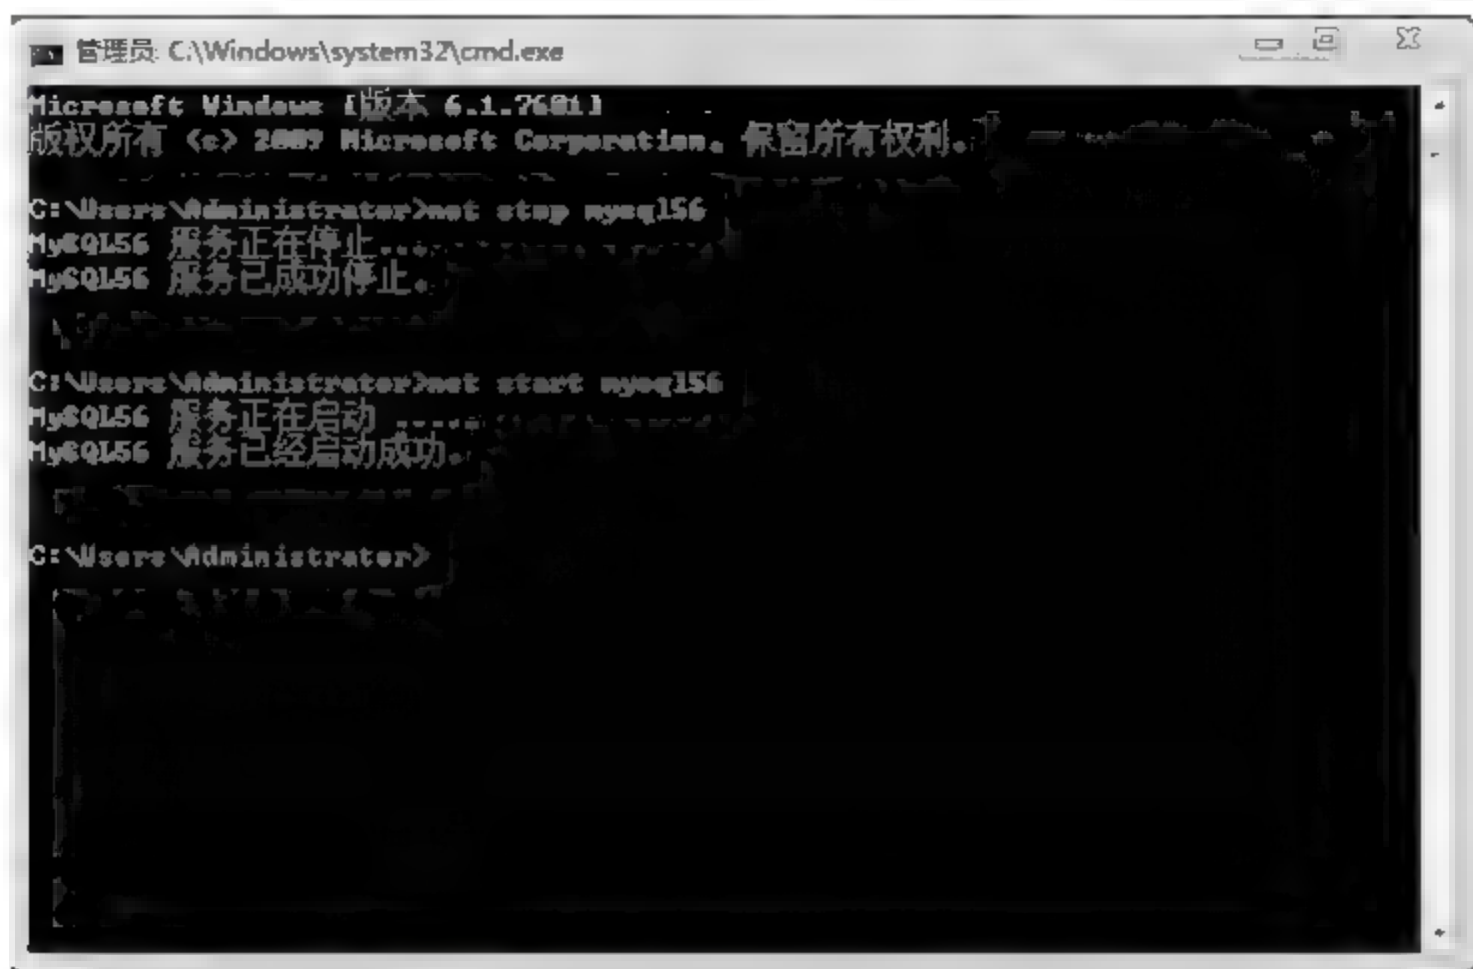 管理员: C:\Windows\system32\cmd.exe
Microsoft Windows [版本 6.1.7601]
版权所有 (c) 2009 Microsoft Corporation。保留所有权利。
C:\Users\Administrator>net stop mysql56
MySQL56 服务正在停止....
MySQL56 服务已成功停止。
C:\Users\Administrator>net start mysql56
MySQL56 服务正在启动 .....
MySQL56 服务已经启动成功。
C:\Users\Administrator>